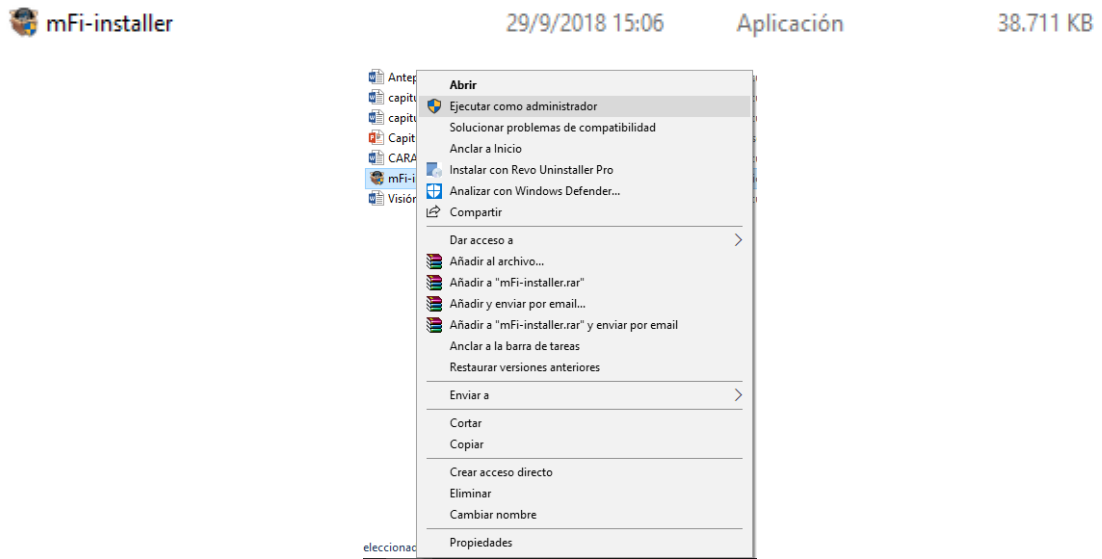 mFi-installer 29/9/2018 15:06 Aplicación 38.711 KB
Abrir
Ejecutar como administrador
Solucionar problemas de compatibilidad
Anclar a Inicio
Instalar con Revo Uninstaller Pro
Analizar con Windows Defender...
Compartir
Dar acceso a
Añadir al archivo...
Añadir a "mFi-installer.rar"
Añadir y enviar por email...
Añadir a "mFi-installer.rar" y enviar por email
Anclar a la barra de tareas
Restaurar versiones anteriores
Enviar a
Cortar
Copiar
Crear acceso directo
Eliminar
Cambiar nombre
Propiedades
Antep
capitu
capitu
Capit
CARA
mFi-i
Visión
eleccionad